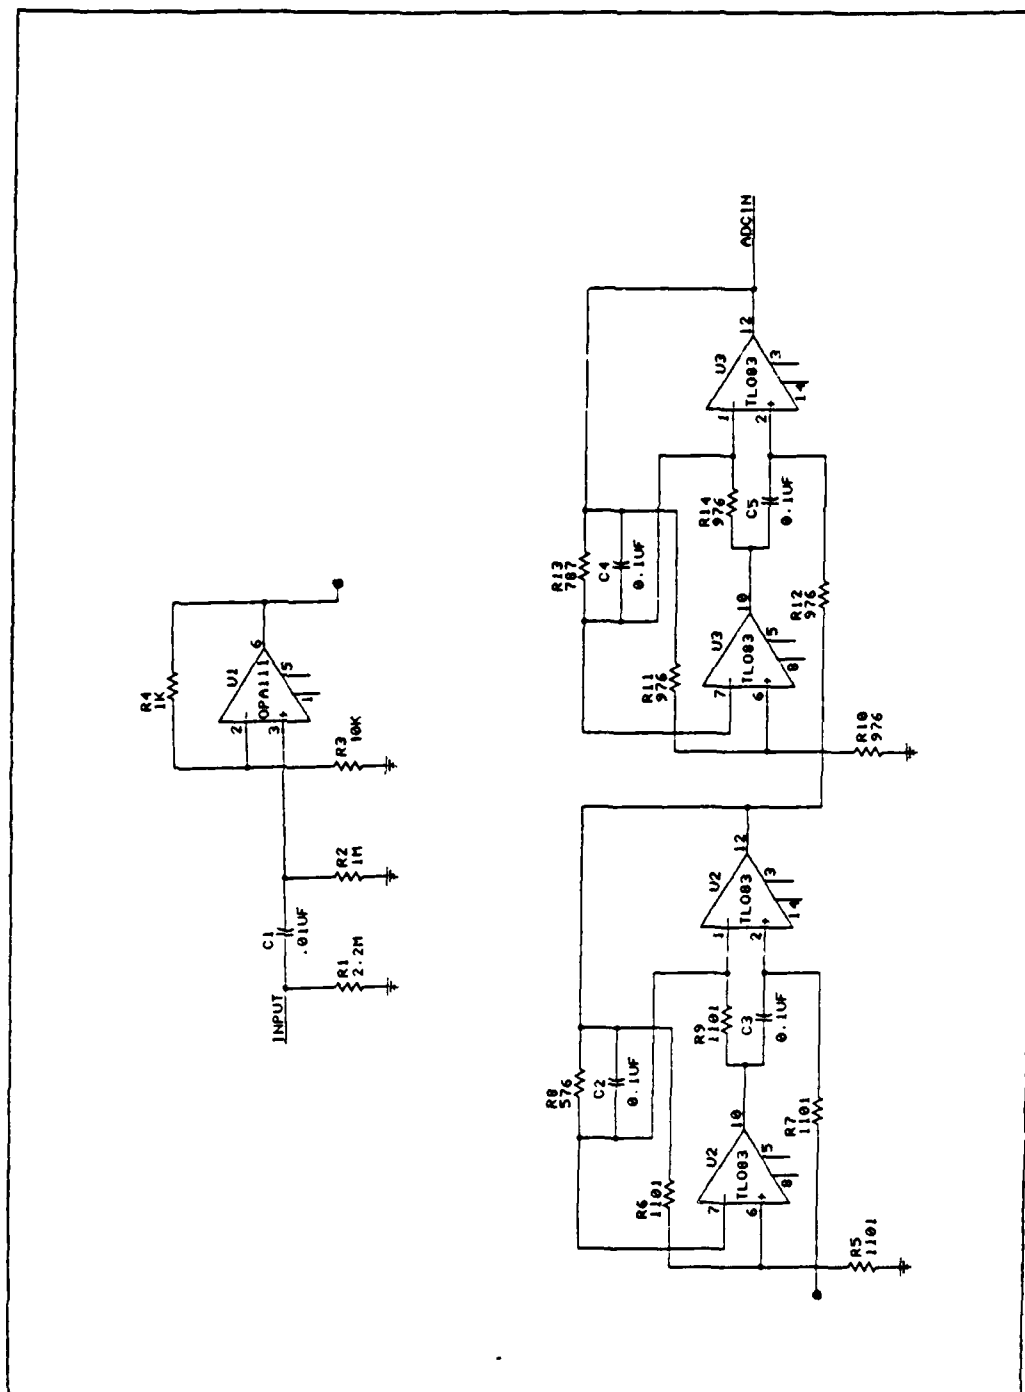 R4
1K
U1
OPA111
2
3
6
1
5
R3
10K
R2
1M
C1
.01UF
R1
2.2M
INPUT
R8
576
C2
0.1UF
R6
1101
U2
TL083
7
6
10
8
5
R5
1101
R7
1101
R9
1101
C3
0.1UF
U2
TL083
1
2
12
14
3
R13
787
C4
0.1UF
R11
976
U3
TL083
7
6
10
8
5
R10
976
R12
976
R14
976
C5
0.1UF
U3
TL083
1
2
12
14
3
ADCIN